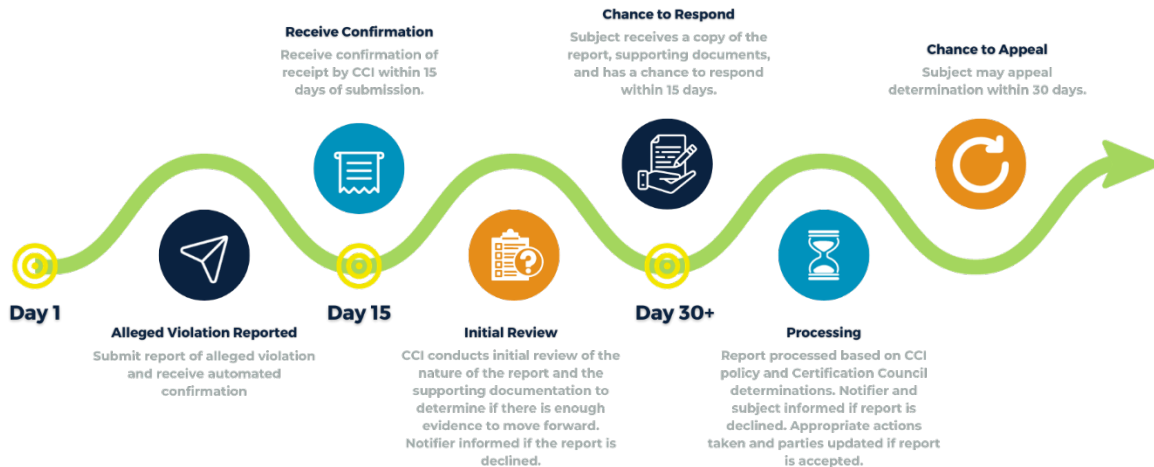 Receive Confirmation
Receive confirmation of
receipt by CCI within 15
days of submission.
Chance to Respond
Subject receives a copy of the
report, supporting documents,
and has a chance to respond
within 15 days.
Chance to Appeal
Subject may appeal
determination within 30 days.
Day 1
Alleged Violation Reported
Submit report of alleged violation
and receive automated
confirmation
Day 15
Initial Review
CCI conducts initial review of the
nature of the report and the
supporting documentation to
determine if there is enough
evidence to move forward.
Notifier informed if the report is
declined.
Day 30+
Processing
Report processed based on CCI
policy and Certification Council
determinations. Notifier and
subject informed if report is
declined. Appropriate actions
taken and parties updated if report
is accepted.